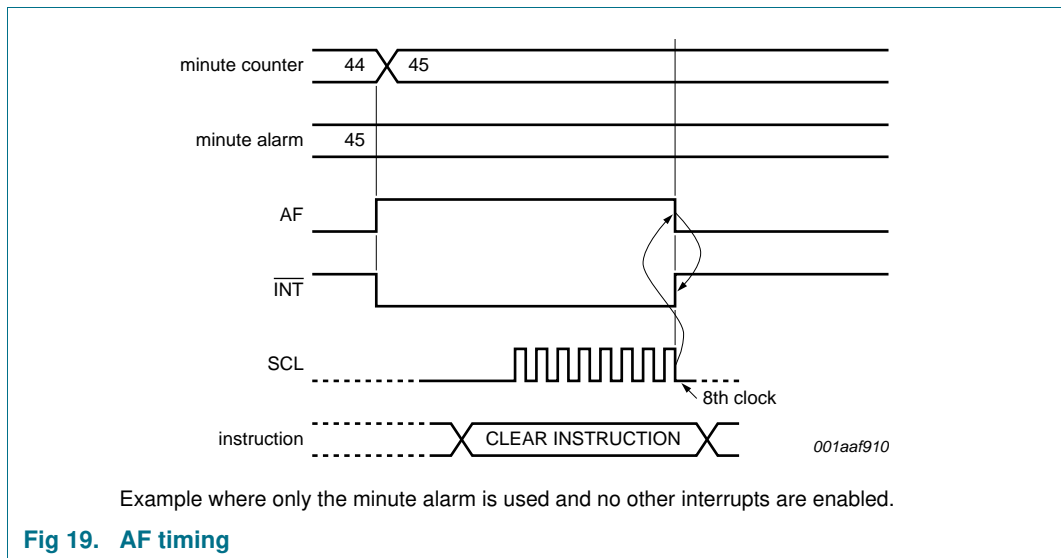 minute counter 44 45
minute alarm 45
AF
INT
SCL
8th clock
instruction CLEAR INSTRUCTION
001aaf910
Example where only the minute alarm is used and no other interrupts are enabled.
Fig 19. AF timing